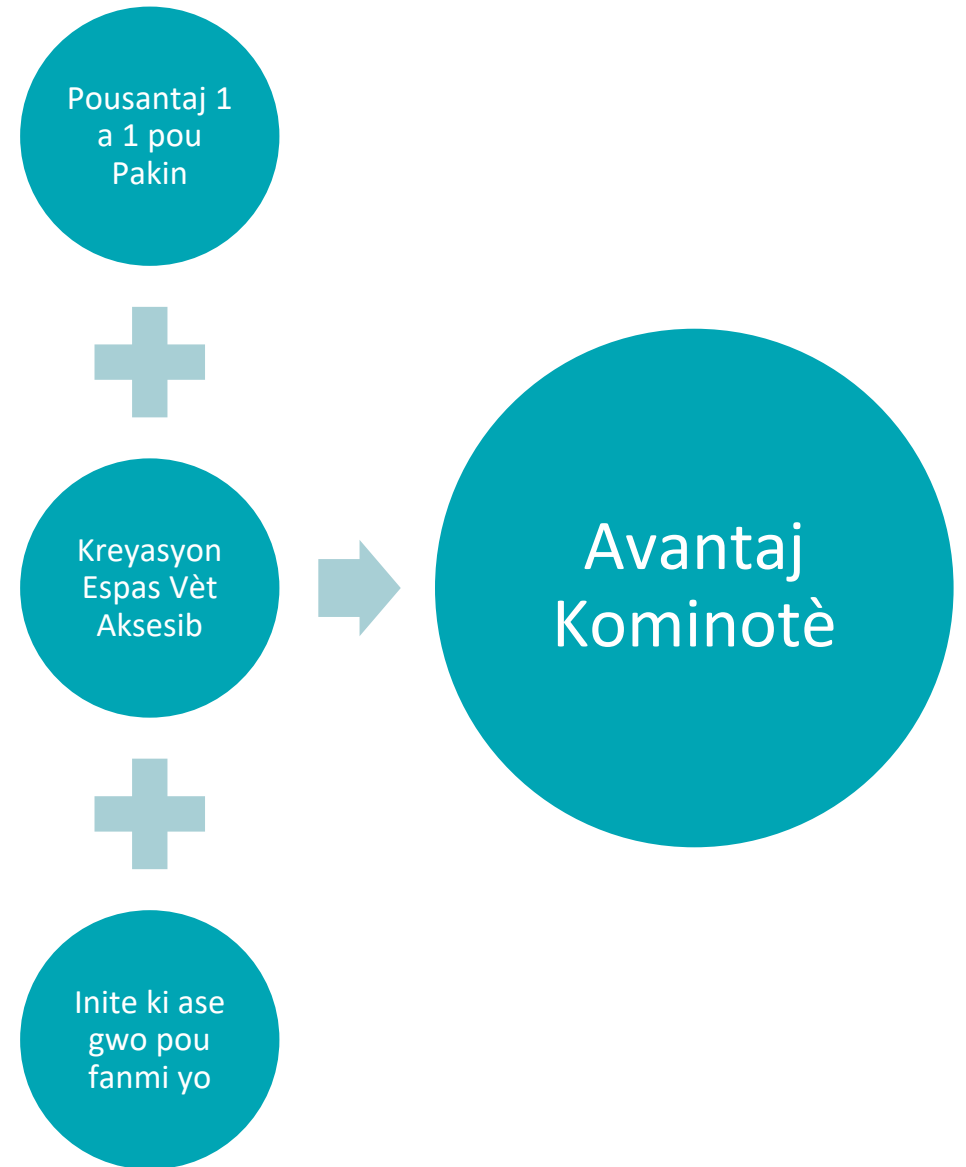 Pousantaj 1
a 1 pou
Pakin
Kreyasyon
Espas Vèt
Aksesib
Inite ki ase
gwo pou
fanmi yo
Avantaj
Kominotè